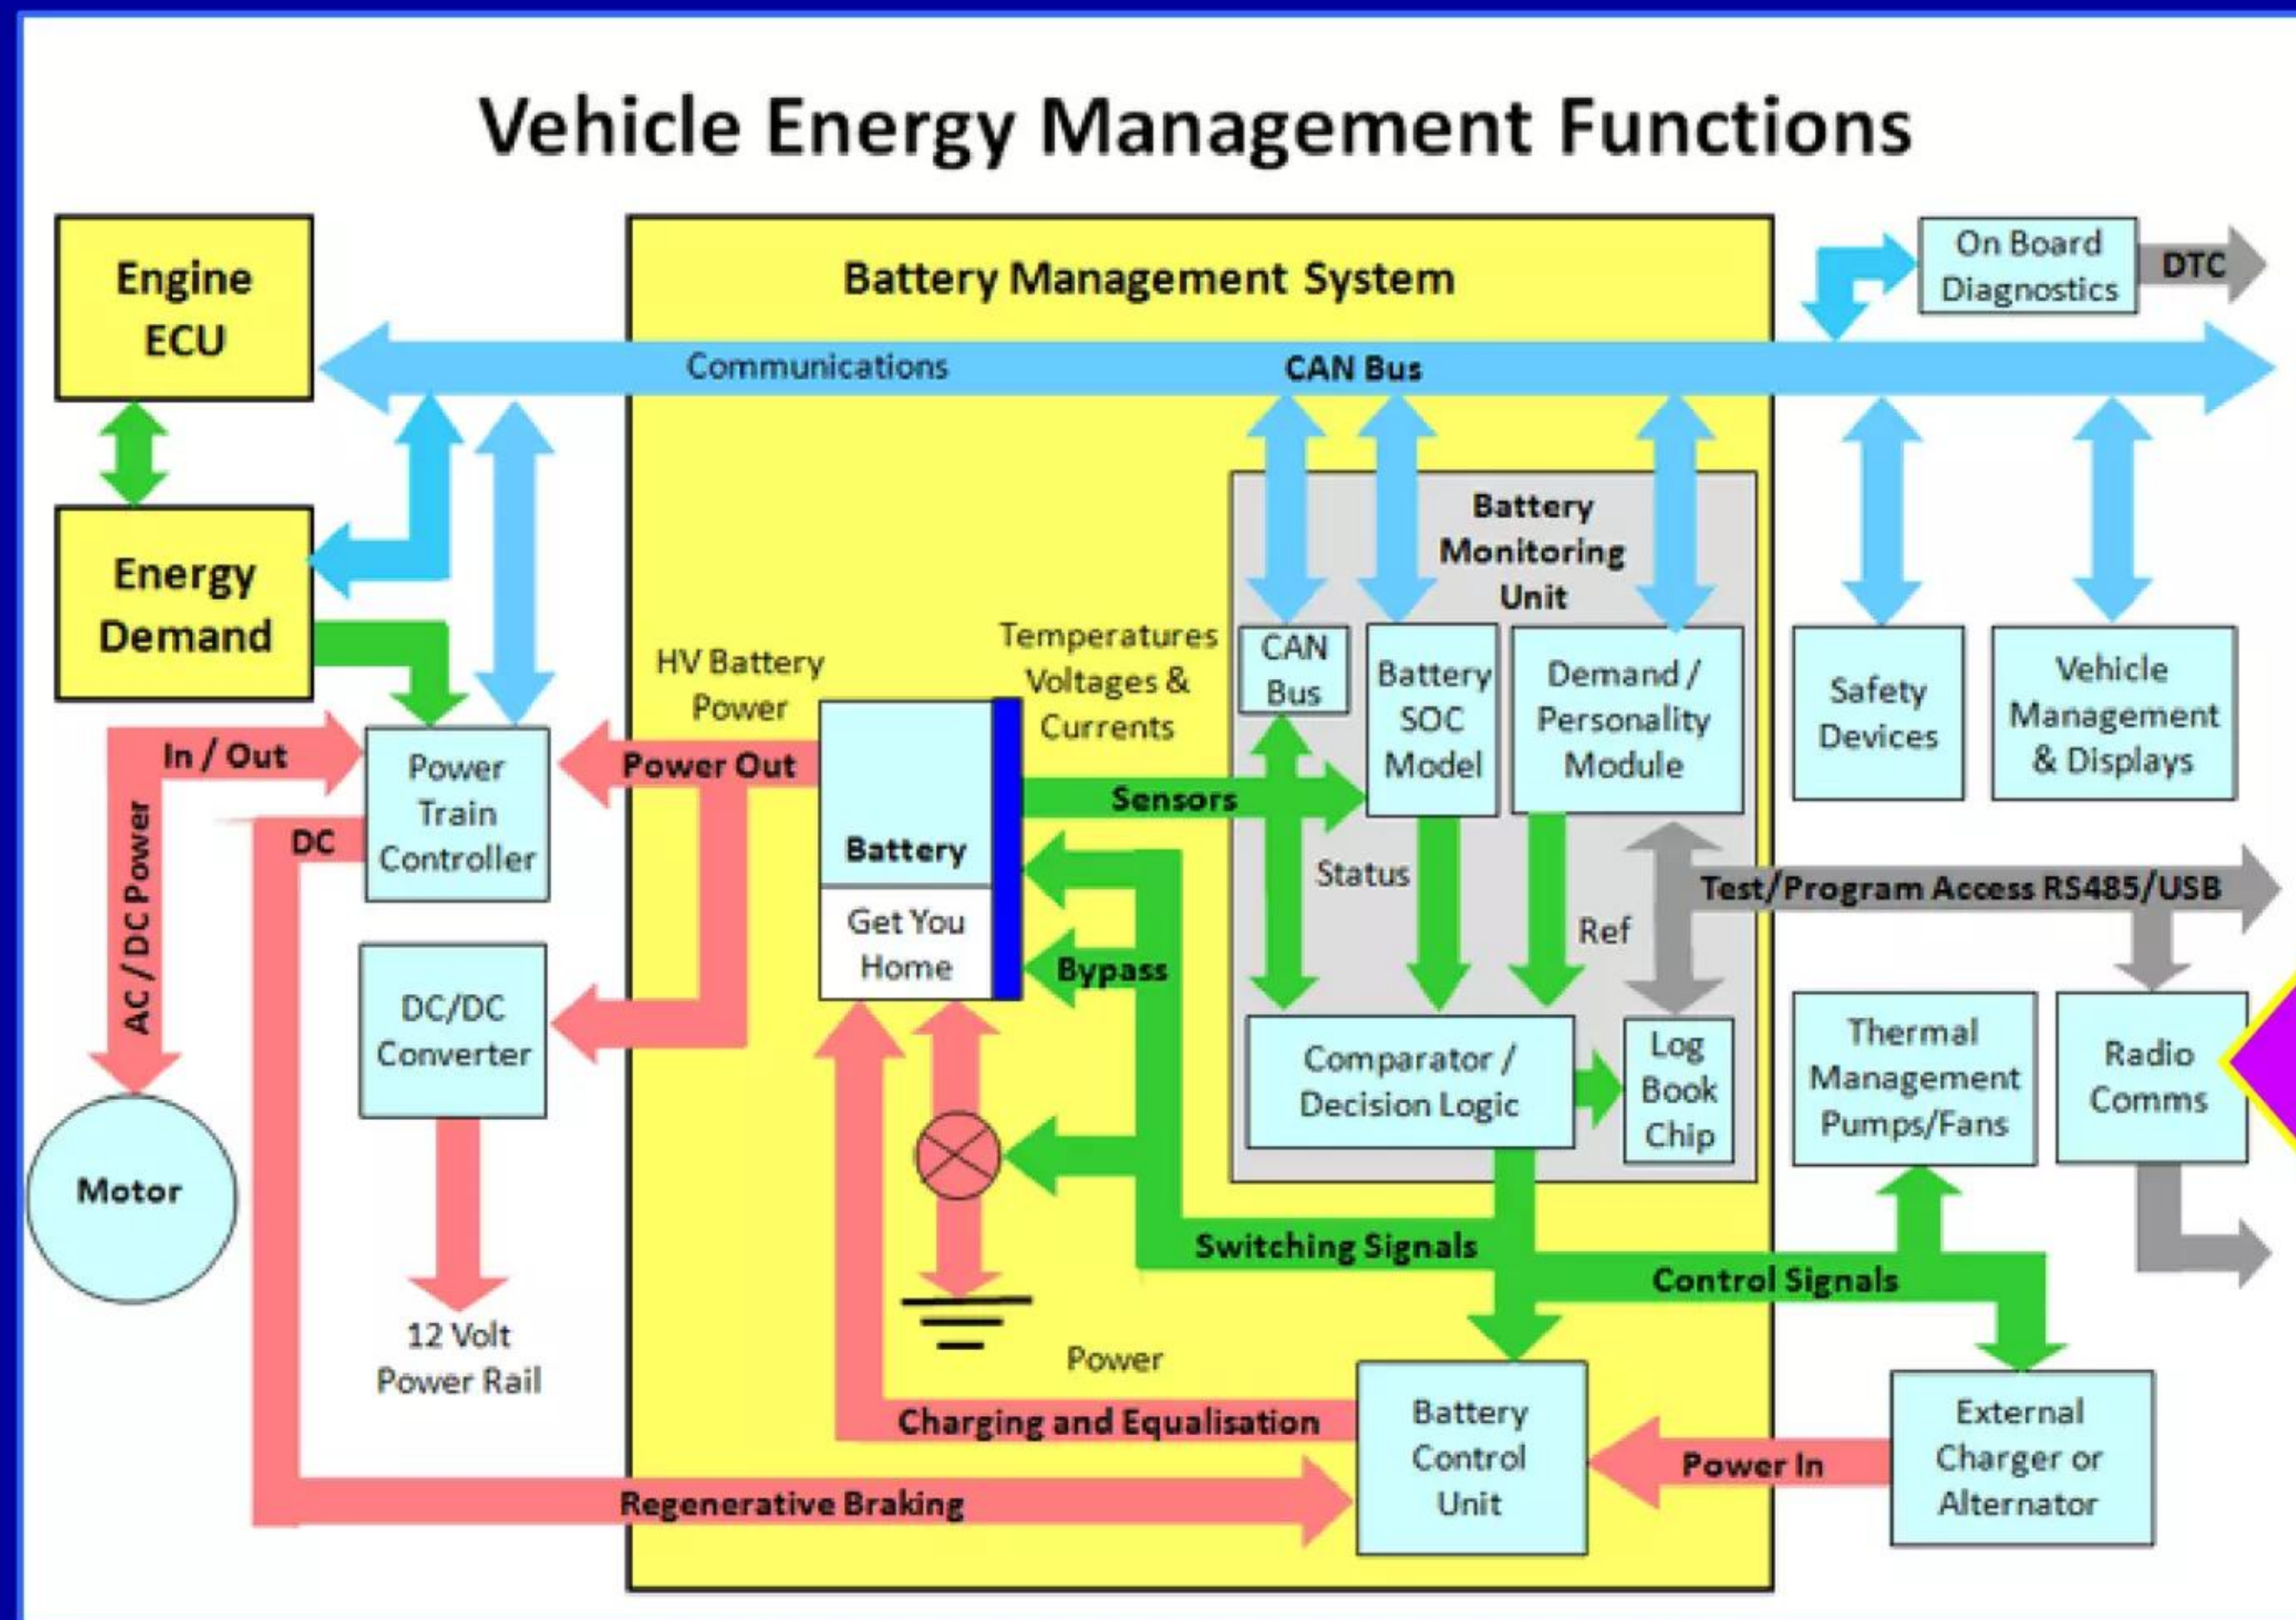 Vehicle Energy Management Functions
Engine
ECU
Battery Management System
On Board
Diagnostics
DTC
Communications
CAN Bus
Energy
Demand
Battery
Monitoring
Unit
HV Battery
Power
Temperatures
Voltages &
Currents
CAN
Bus
Battery
SOC
Model
Demand /
Personality
Module
Safety
Devices
Vehicle
Management
& Displays
In / Out
AC / DC Power
DC
Power
Train
Controller
Power Out
Sensors
Battery
Get You
Home
Bypass
Status
Ref
Test/Program Access RS485/USB
DC/DC
Converter
Comparator /
Decision Logic
Log
Book
Chip
Thermal
Management
Pumps/Fans
Radio
Comms
Motor
12 Volt
Power Rail
Switching Signals
Control Signals
Power
Charging and Equalisation
Regenerative Braking
Battery
Control
Unit
Power In
External
Charger or
Alternator